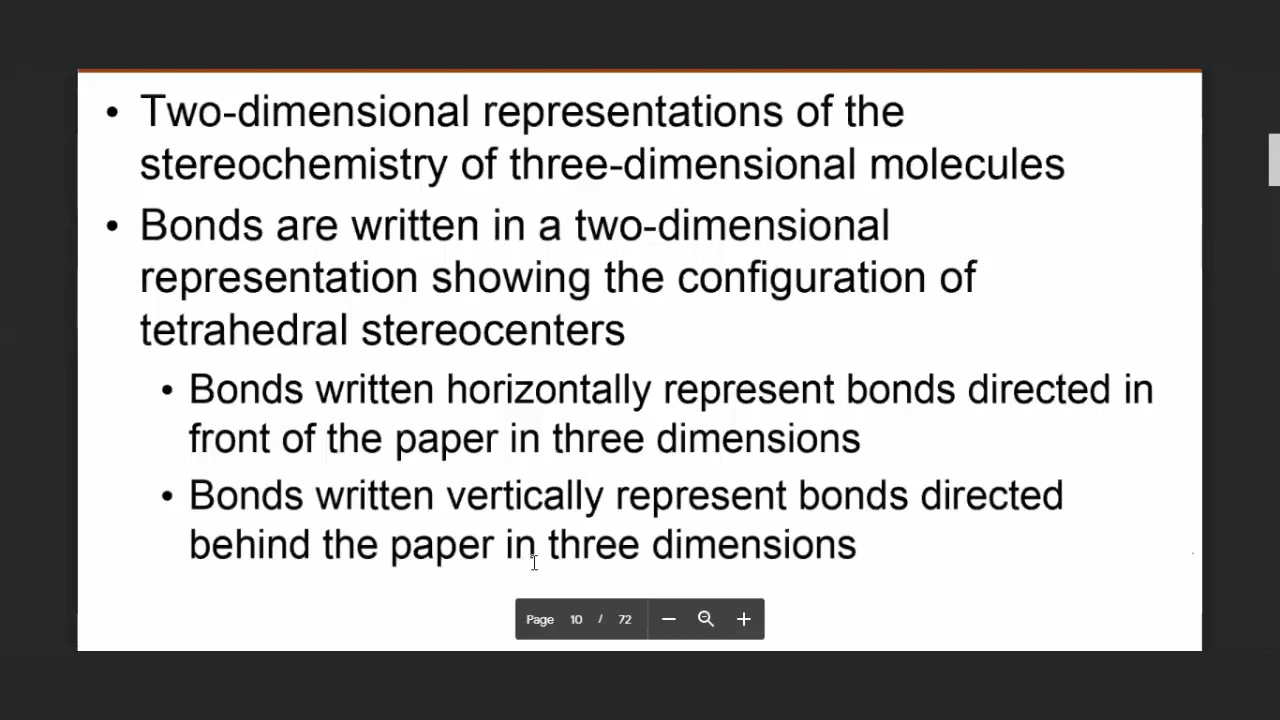 • Two-dimensional representations of the
stereochemistry of three-dimensional molecules
• Bonds are written in a two-dimensional
representation showing the configuration of
tetrahedral stereocenters
• Bonds written horizontally represent bonds directed in
front of the paper in three dimensions
• Bonds written vertically represent bonds directed
behind the paper in three dimensions
Page 10 / 72